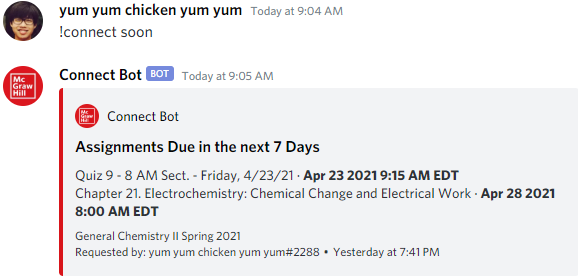 yum yum chicken yum yum Today at 9:04 AM
!connect soon
Mc
Graw
Hill
Connect Bot BOT Today at 9:05 AM
Mc
Graw
Hill
Connect Bot
Assignments Due in the next 7 Days
Quiz 9 - 8 AM Sect. - Friday, 4/23/21 · Apr 23 2021 9:15 AM EDT
Chapter 21. Electrochemistry: Chemical Change and Electrical Work · Apr 28 2021
8:00 AM EDT
General Chemistry II Spring 2021
Requested by: yum yum chicken yum yum#2288 • Yesterday at 7:41 PM